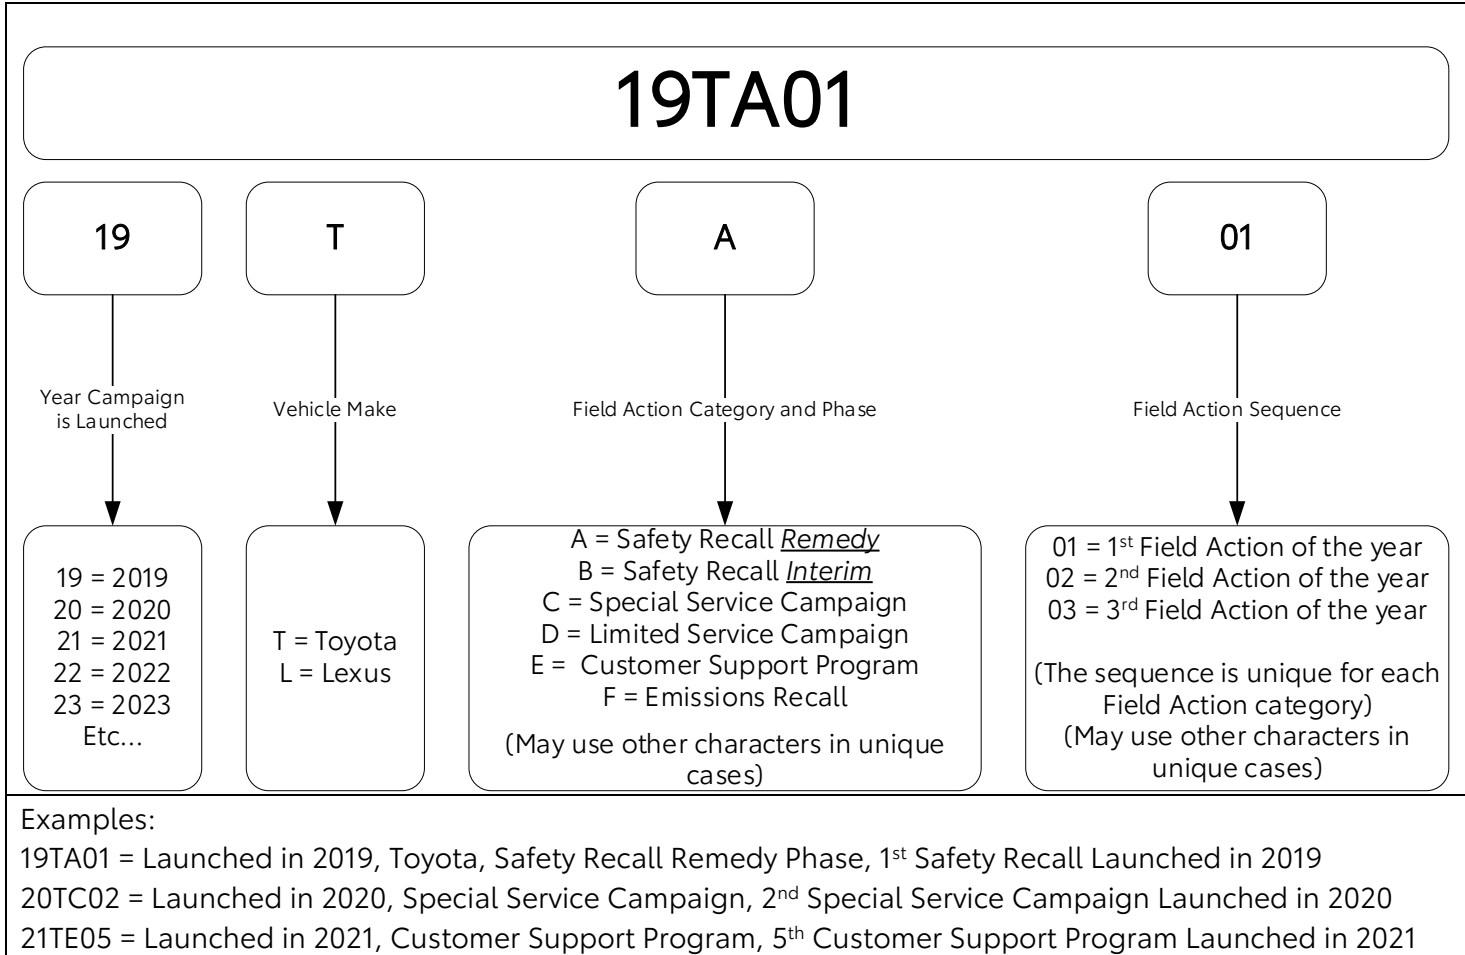 19TA01
19
T
A
01
Year Campaign
is Launched
Vehicle Make
Field Action Category and Phase
Field Action Sequence
19 = 2019
20 = 2020
21 = 2021
22 = 2022
23 = 2023
Etc...
T = Toyota
L = Lexus
A = Safety Recall Remedy
B = Safety Recall Interim
C = Special Service Campaign
D = Limited Service Campaign
E = Customer Support Program
F = Emissions Recall
(May use other characters in unique
cases)
01 = 1st Field Action of the year
02 = 2nd Field Action of the year
03 = 3rd Field Action of the year
(The sequence is unique for each
Field Action category)
(May use other characters in
unique cases)
Examples:
19TA01 = Launched in 2019, Toyota, Safety Recall Remedy Phase, 1st Safety Recall Launched in 2019
20TC02 = Launched in 2020, Special Service Campaign, 2nd Special Service Campaign Launched in 2020
21TE05 = Launched in 2021, Customer Support Program, 5th Customer Support Program Launched in 2021